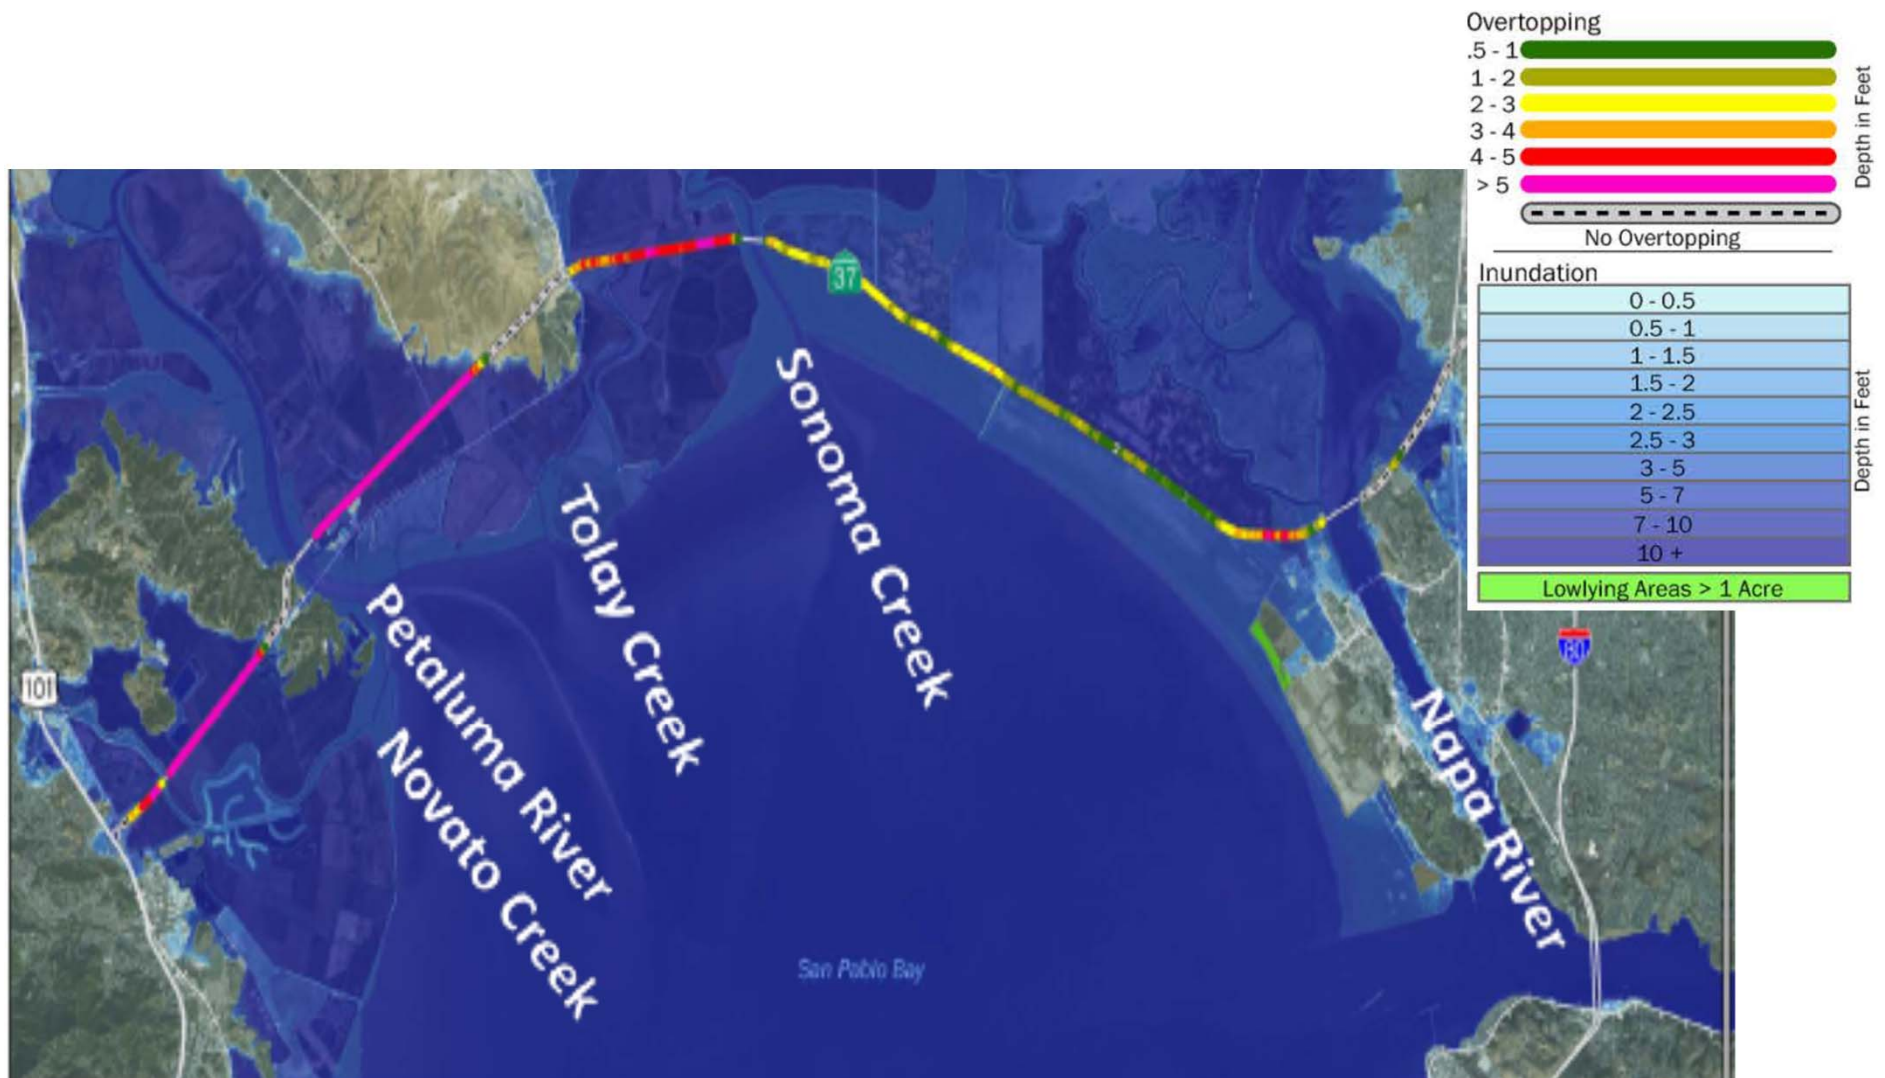 Overtopping
.5 - 1
1 - 2
2 - 3
3 - 4
4 - 5
> 5
Depth in Feet
No Overtopping
Inundation
0 - 0.5
0.5 - 1
1 - 1.5
1.5 - 2
2 - 2.5
2.5 - 3
3 - 5
5 - 7
7 - 10
10 +
Depth in Feet
Lowlying Areas > 1 Acre
37
101
80
Sonoma Creek
Tolay Creek
Petaluma River
Novato Creek
Napa River
San Pablo Bay